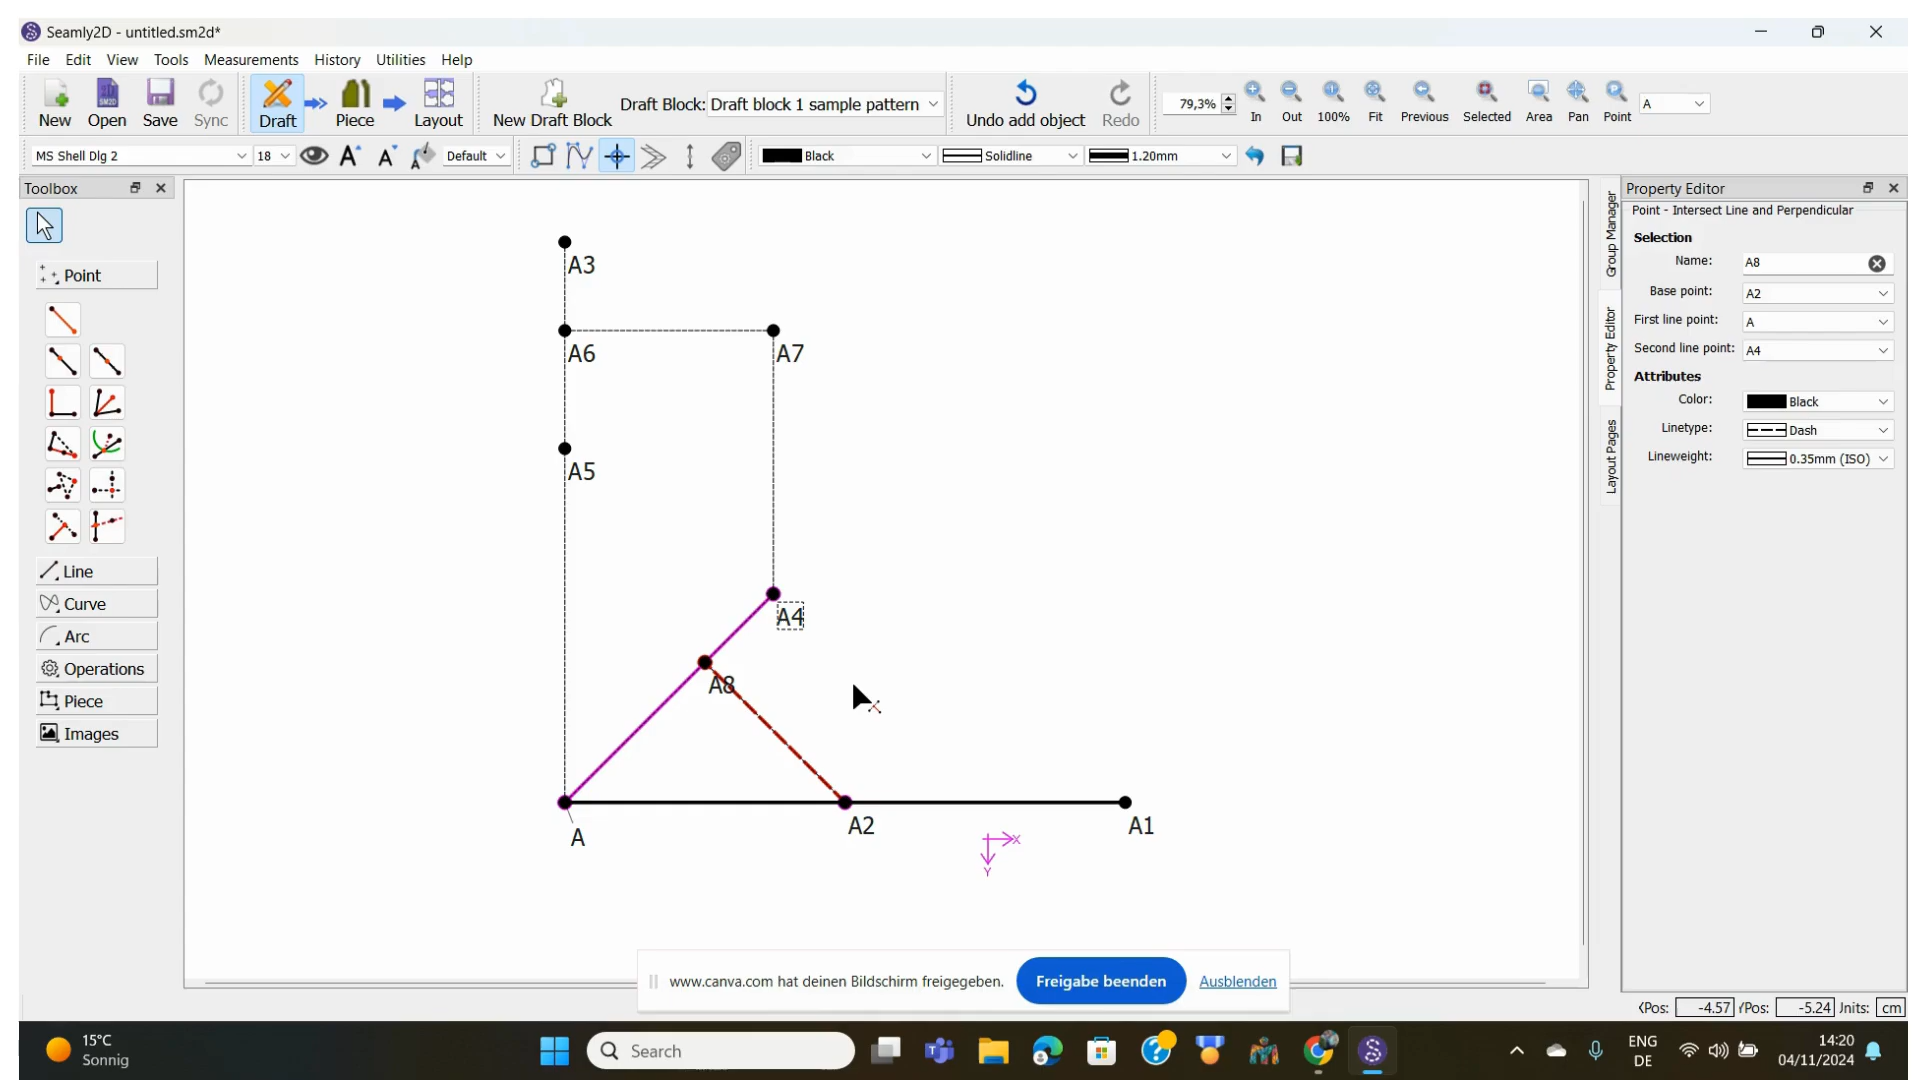 Seamly2D - untitled.sm2d*
File Edit View Tools Measurements History Utilities Help
New Open Save Sync Draft Piece Layout New Draft Block Draft Block: Draft block 1 sample pattern Undo add object Redo 79,3% In Out 100% Fit Previous Selected Area Pan Point A
MS Shell Dlg 2 18 Default Black Solidline 1.20mm
Toolbox
Point
Line
Curve
Arc
Operations
Piece
Images
A3
A6
A7
A5
A4
A8
A
A2
A1
X
Y
Group Manager
Property Editor
Layout Pages
Property Editor
Point - Intersect Line and Perpendicular
Selection
Name: A8
Base point: A2
First line point: A
Second line point: A4
Attributes
Color: Black
Linetype: Dash
Lineweight: 0.35mm (ISO)
www.canva.com hat deinen Bildschirm freigegeben. Freigabe beenden Ausblenden
Pos: -4.57 Pos: -5.24 cm
15°C
Sonnig
Search
ENG
DE
14:20
04/11/2024